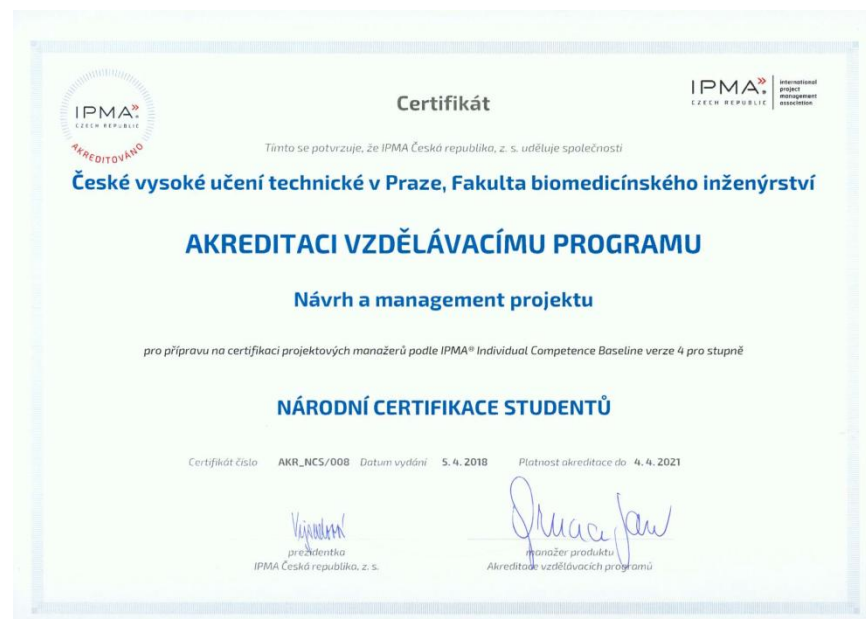 IPMA
CZECH REPUBLIC
AKREDITOVÁNO
Certifikát
IPMA
CZECH REPUBLIC
international
project
management
association
Tímto se potvrzuje, že IPMA Česká republika, z. s. uděluje společnosti
České vysoké učení technické v Praze, Fakulta biomedicínského inženýrství
AKREDITACI VZDĚLÁVACÍMU PROGRAMU
Návrh a management projektu
pro přípravu na certifikaci projektových manažerů podle IPMA® Individual Competence Baseline verze 4 pro stupně
NÁRODNÍ CERTIFIKACE STUDENTŮ
Certifikát číslo AKR_NCS/008 Datum vydání 5. 4. 2018 Platnost akreditace do 4. 4. 2021
prezidentka
IPMA Česká republika, z. s.
manažer produktu
Akreditace vzdělávacích programů